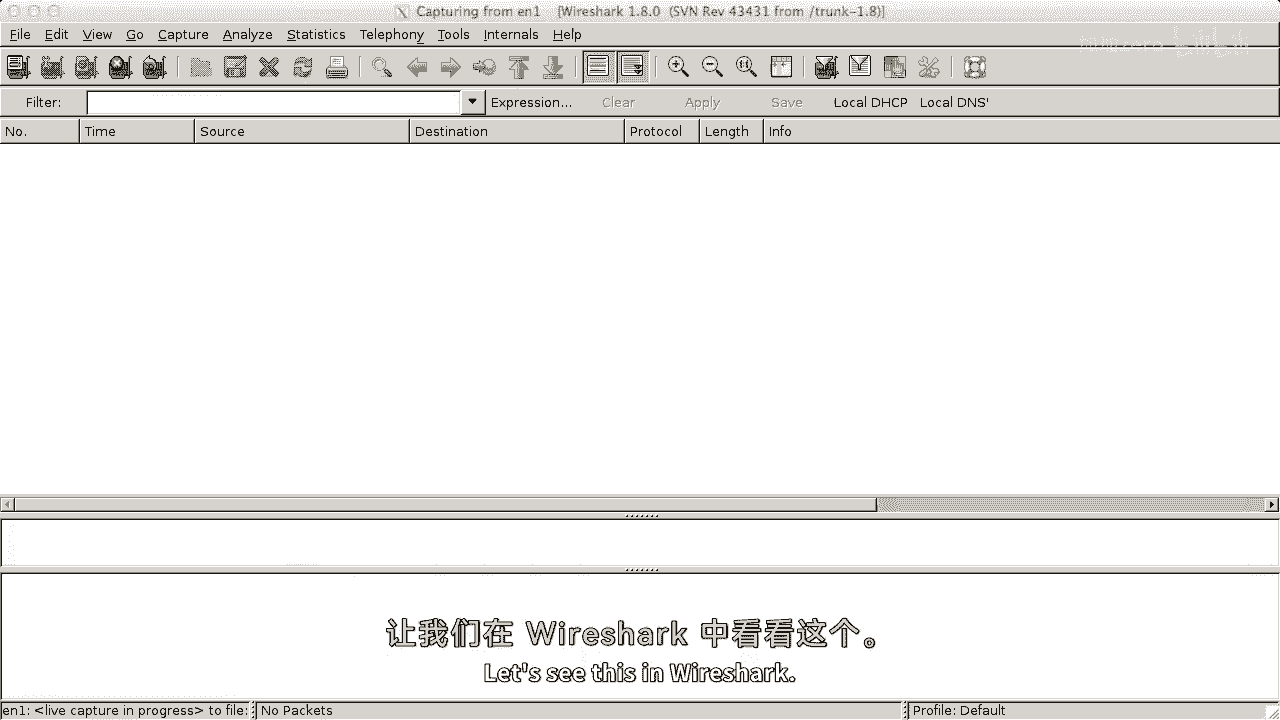 Capturing from en1 [Wireshark 1.8.0 (SVN Rev 43431 from /trunk-1.8)]
File Edit View Go Capture Analyze Statistics Telephony Tools Internals Help
Filter: Expression... Clear Apply Save Local DHCP Local DNS'
No. Time Source Destination Protocol Length Info
让我们在 Wireshark 中看看这个。
Let's see this in Wireshark.
en1: <live capture in progress> to file: No Packets Profile: Default